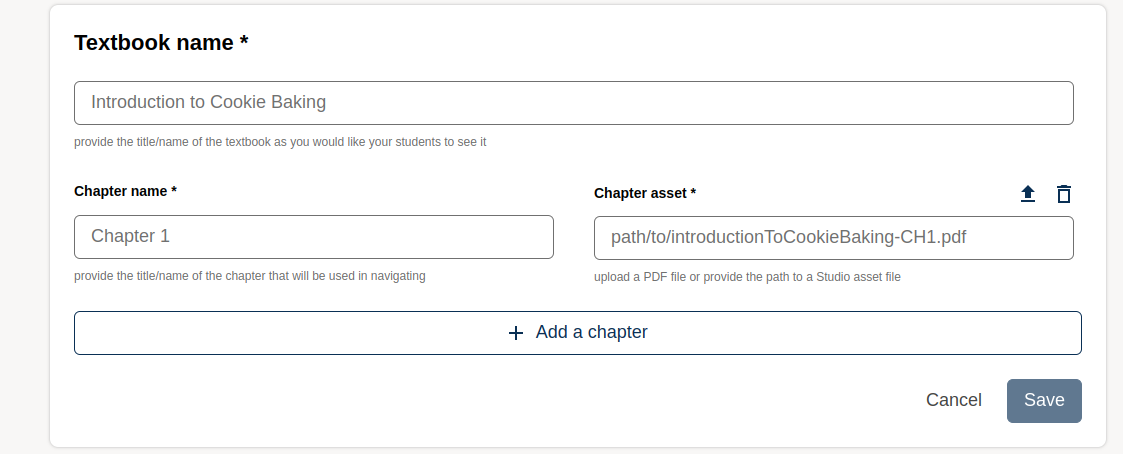 Textbook name *
Introduction to Cookie Baking
provide the title/name of the textbook as you would like your students to see it
Chapter name *
Chapter asset *
Chapter 1
path/to/introductionToCookieBaking-CH1.pdf
provide the title/name of the chapter that will be used in navigating
upload a PDF file or provide the path to a Studio asset file
Add a chapter
Cancel
Save